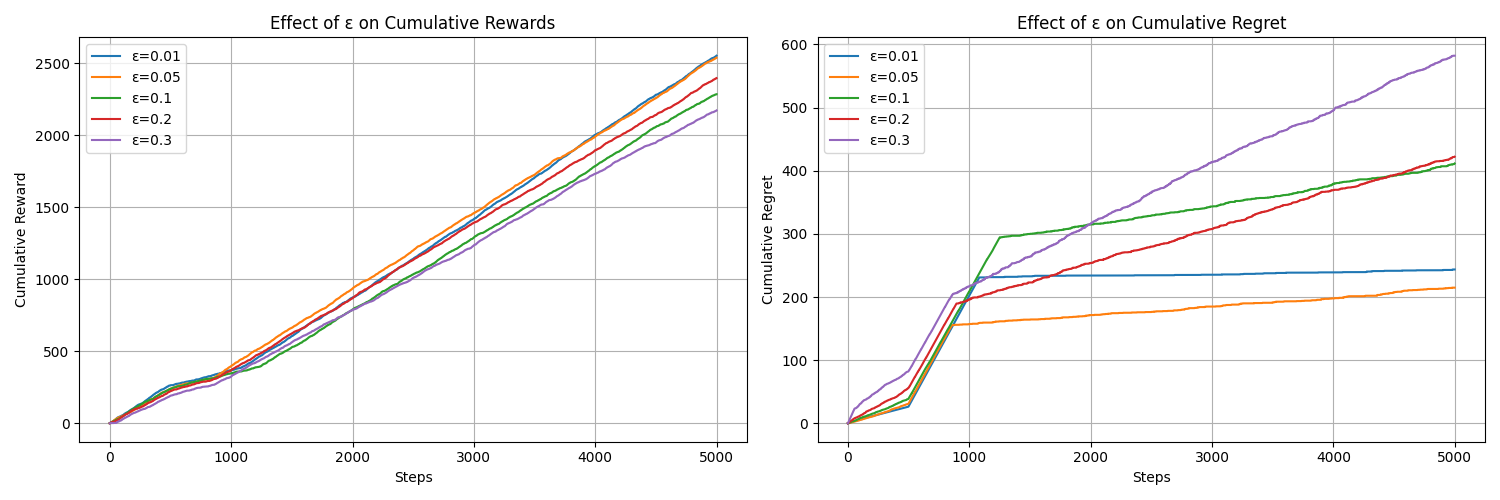 Effect of ε on Cumulative Rewards
Cumulative Reward
2500
2000
1500
1000
500
0
ε=0.01
ε=0.05
ε=0.1
ε=0.2
ε=0.3
0 1000 2000 3000 4000 5000
Steps
Effect of ε on Cumulative Regret
Cumulative Regret
600
500
400
300
200
100
0
ε=0.01
ε=0.05
ε=0.1
ε=0.2
ε=0.3
0 1000 2000 3000 4000 5000
Steps